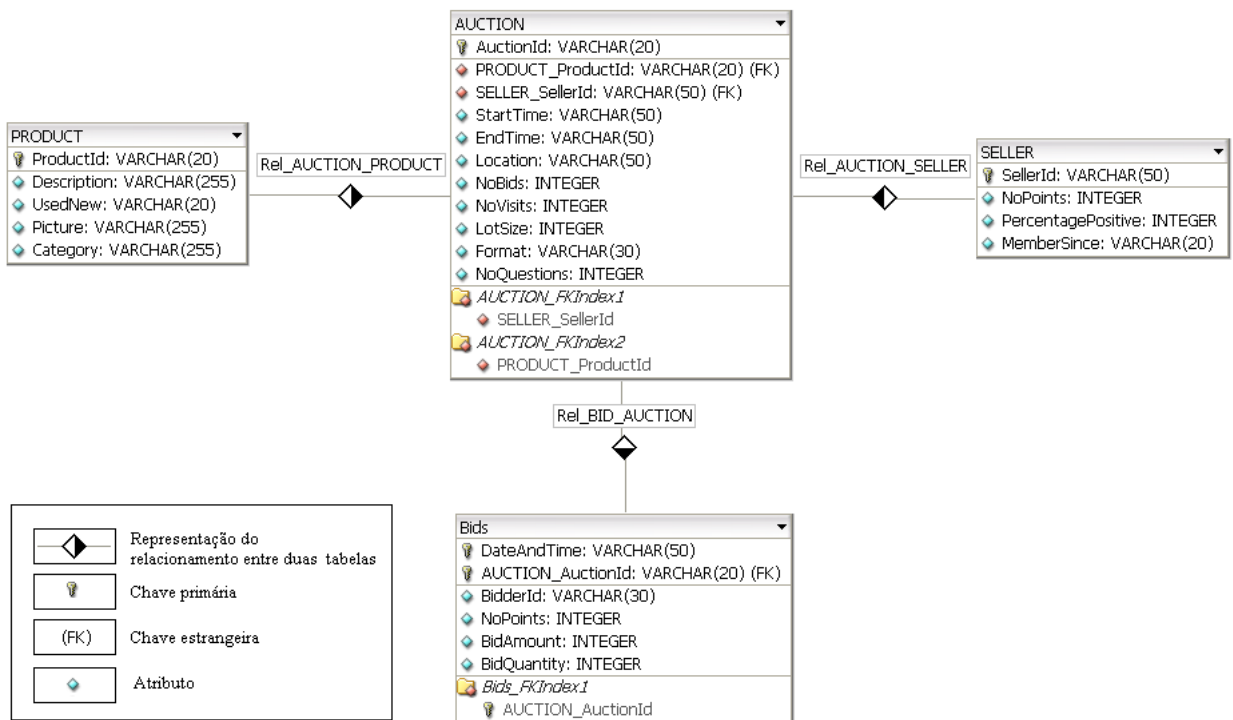 AUCTION
AuctionId: VARCHAR(20)
PRODUCT_ProductId: VARCHAR(20) (FK)
SELLER_SellerId: VARCHAR(50) (FK)
StartTime: VARCHAR(50)
EndTime: VARCHAR(50)
Location: VARCHAR(50)
NoBids: INTEGER
NoVisits: INTEGER
LotSize: INTEGER
Format: VARCHAR(30)
NoQuestions: INTEGER
AUCTION_FKIndex1
SELLER_SellerId
AUCTION_FKIndex2
PRODUCT_ProductId
PRODUCT
ProductId: VARCHAR(20)
Description: VARCHAR(255)
UsedNew: VARCHAR(20)
Picture: VARCHAR(255)
Category: VARCHAR(255)
Rel_AUCTION_PRODUCT
Rel_AUCTION_SELLER
SELLER
SellerId: VARCHAR(50)
NoPoints: INTEGER
PercentagePositive: INTEGER
MemberSince: VARCHAR(20)
Rel_BID_AUCTION
Bids
DateAndTime: VARCHAR(50)
AUCTION_AuctionId: VARCHAR(20) (FK)
BidderId: VARCHAR(30)
NoPoints: INTEGER
BidAmount: INTEGER
BidQuantity: INTEGER
Bids_FKIndex1
AUCTION_AuctionId
Representação do
relacionamento entre duas tabelas
Chave primária
(FK) Chave estrangeira
Atributo